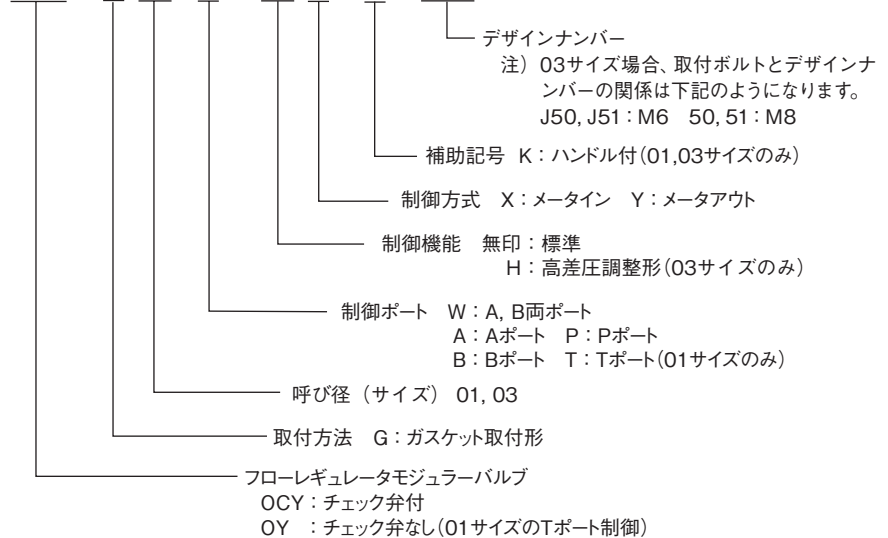 デザインナンバー
注) 03サイズ場合、取付ボルトとデザインナ
ンバーの関係は下記のようになります。
J50, J51：M6　50, 51：M8
補助記号　K：ハンドル付(01,03サイズのみ)
制御方式　X：メータイン　Y：メータアウト
制御機能　無印：標準
H：高差圧調整形(03サイズのみ)
制御ポート　W：A, B両ポート
A：Aポート　P：Pポート
B：Bポート　T：Tポート(01サイズのみ)
呼び径（サイズ）01, 03
取付方法　G：ガスケット取付形
フローレギュレータモジュラーバルブ
OCY：チェック弁付
OY　：チェック弁なし(01サイズのTポート制御)